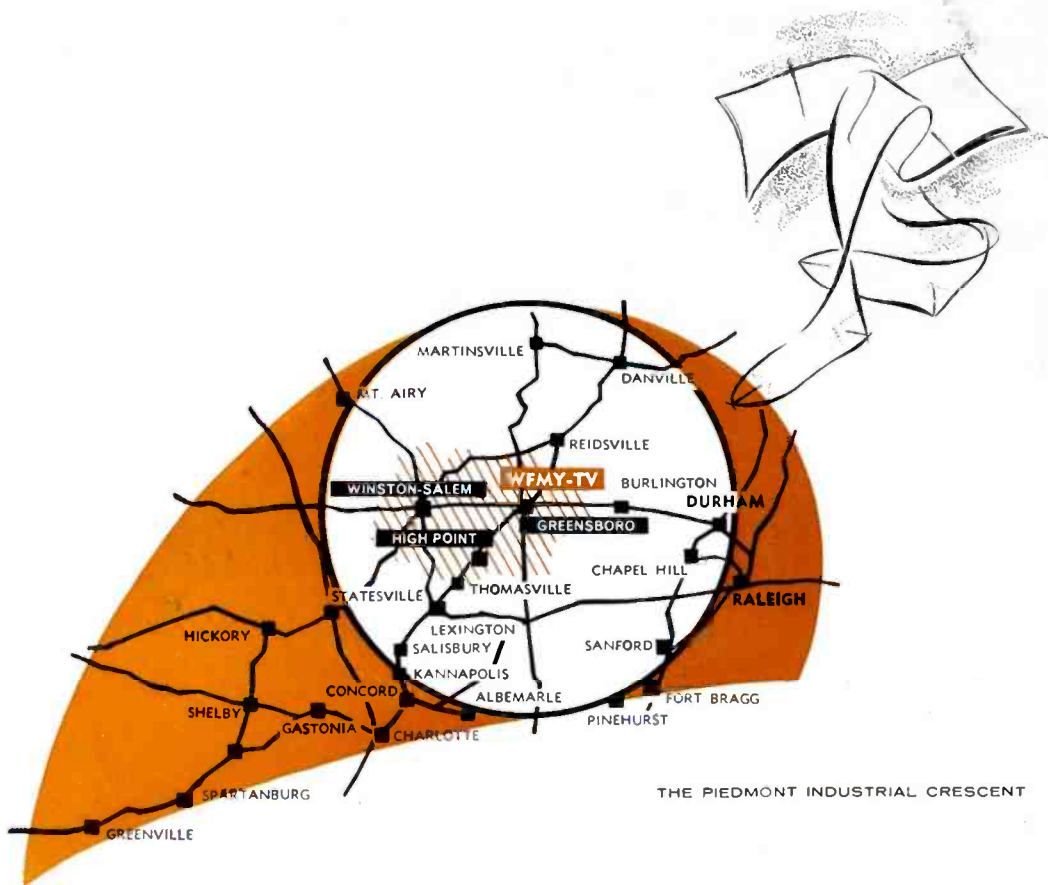 MARTINSVILLE
DANVILLE
MT. AIRY
REIDSVILLE
WFMY-TV
WINSTON-SALEM
BURLINGTON
DURHAM
GREENSBORO
HIGH POINT
CHAPEL HILL
THOMASVILLE
STATESVILLE
RALEIGH
LEXINGTON
HICKORY
SALISBURY
SANFORD
KANNAPOLIS
CONCORD
ALBEMARLE
FORT BRAGG
SHELBY
GASTONIA
PINEHURST
CHARLOTTE
THE PIEDMONT INDUSTRIAL CRESCENT
SPARTANBURG
GREENVILLE